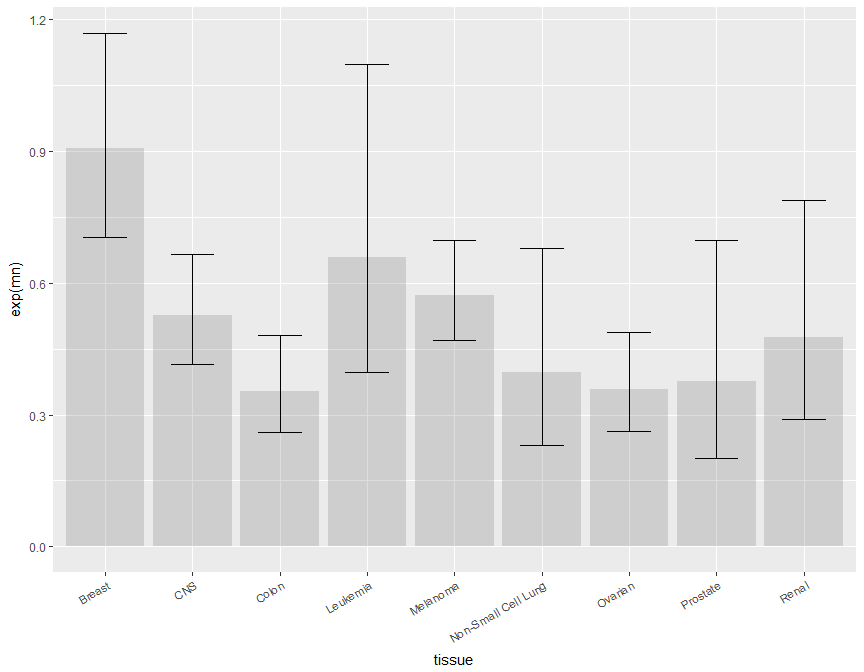 1.2
0.9
0.6
0.3
0.0
exp(mn)
Breast
CNS
Colon
Leukemia
Melanoma
Non-Small Cell Lung
Ovarian
Prostate
Renal
tissue